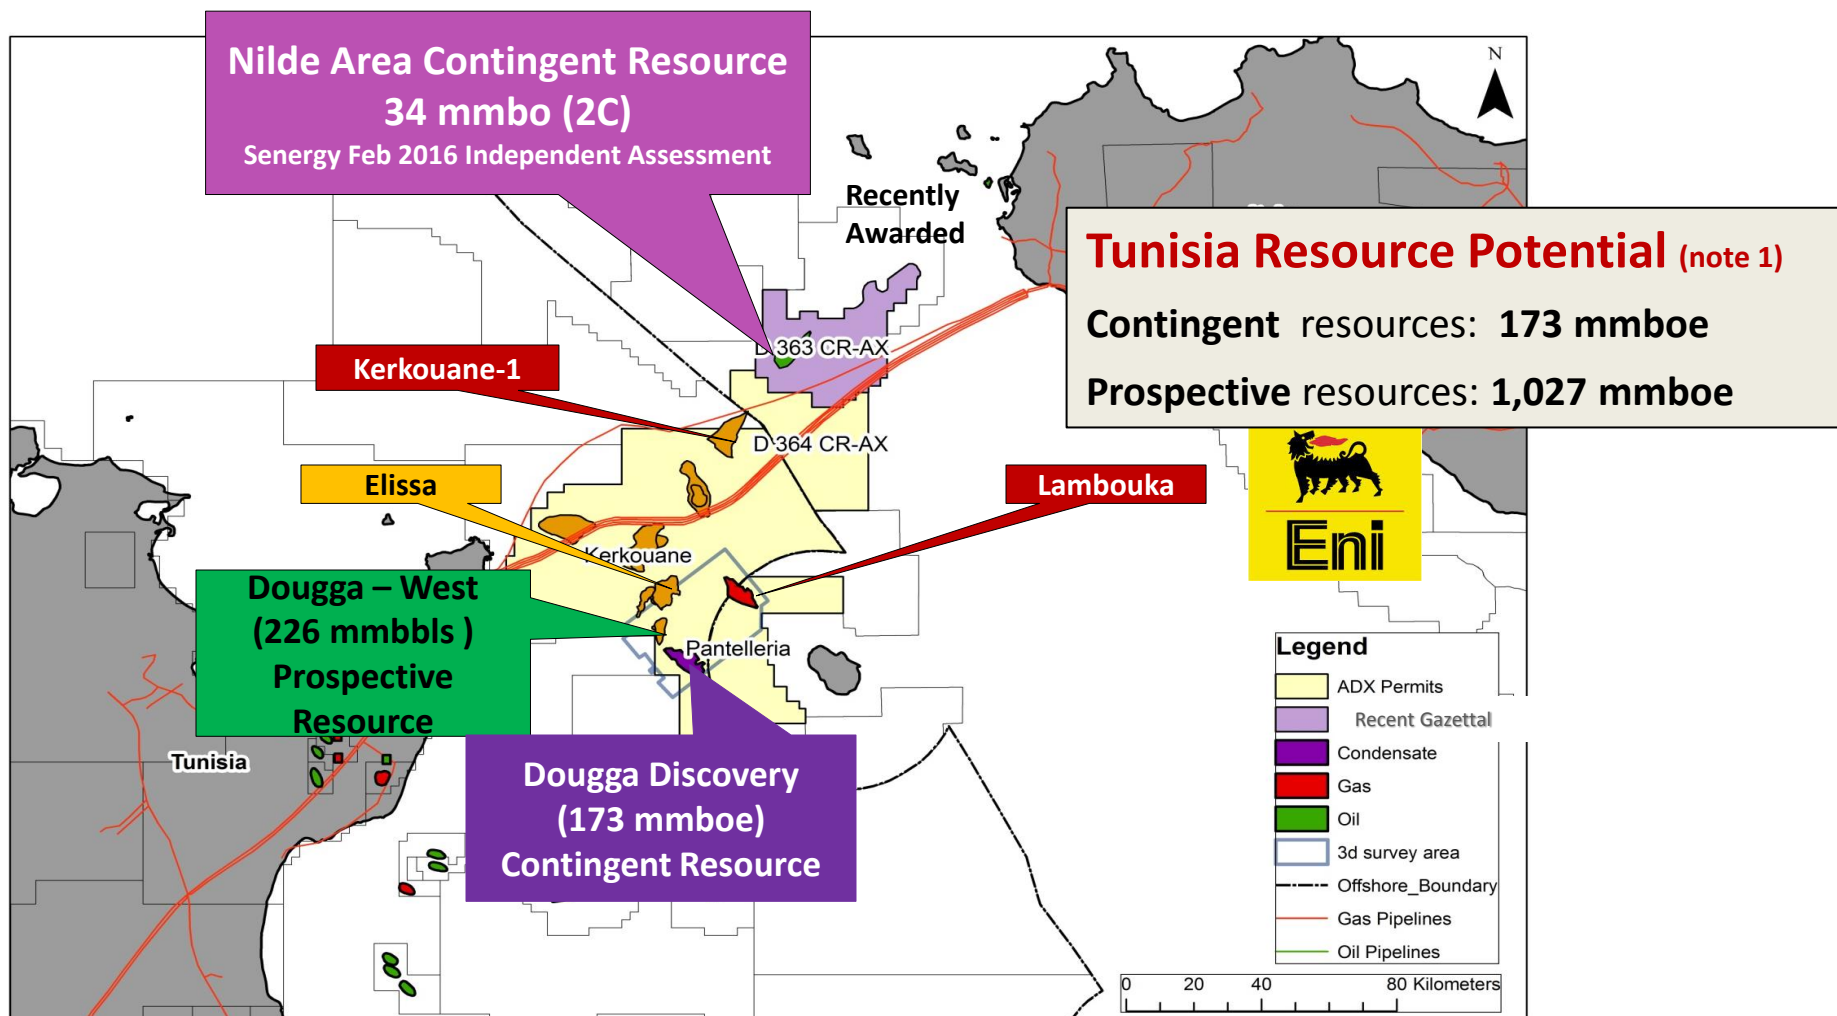 Nilde Area Contingent Resource
34 mmbo (2C)
Senergy Feb 2016 Independent Assessment
N
Recently
Awarded
Tunisia Resource Potential (note 1)
Contingent resources: 173 mmboe
Prospective resources: 1,027 mmboe
D 363 CR-AX
Kerkouane-1
D 364 CR-AX
Elissa
Lambouka
Eni
Kerkouane
Dougga – West
(226 mmbbls )
Prospective
Resource
Pantelleria
Tunisia
Dougga Discovery
(173 mmboe)
Contingent Resource
Legend
ADX Permits
Recent Gazettal
Condensate
Gas
Oil
3d survey area
Offshore_Boundary
Gas Pipelines
Oil Pipelines
0 20 40 80 Kilometers